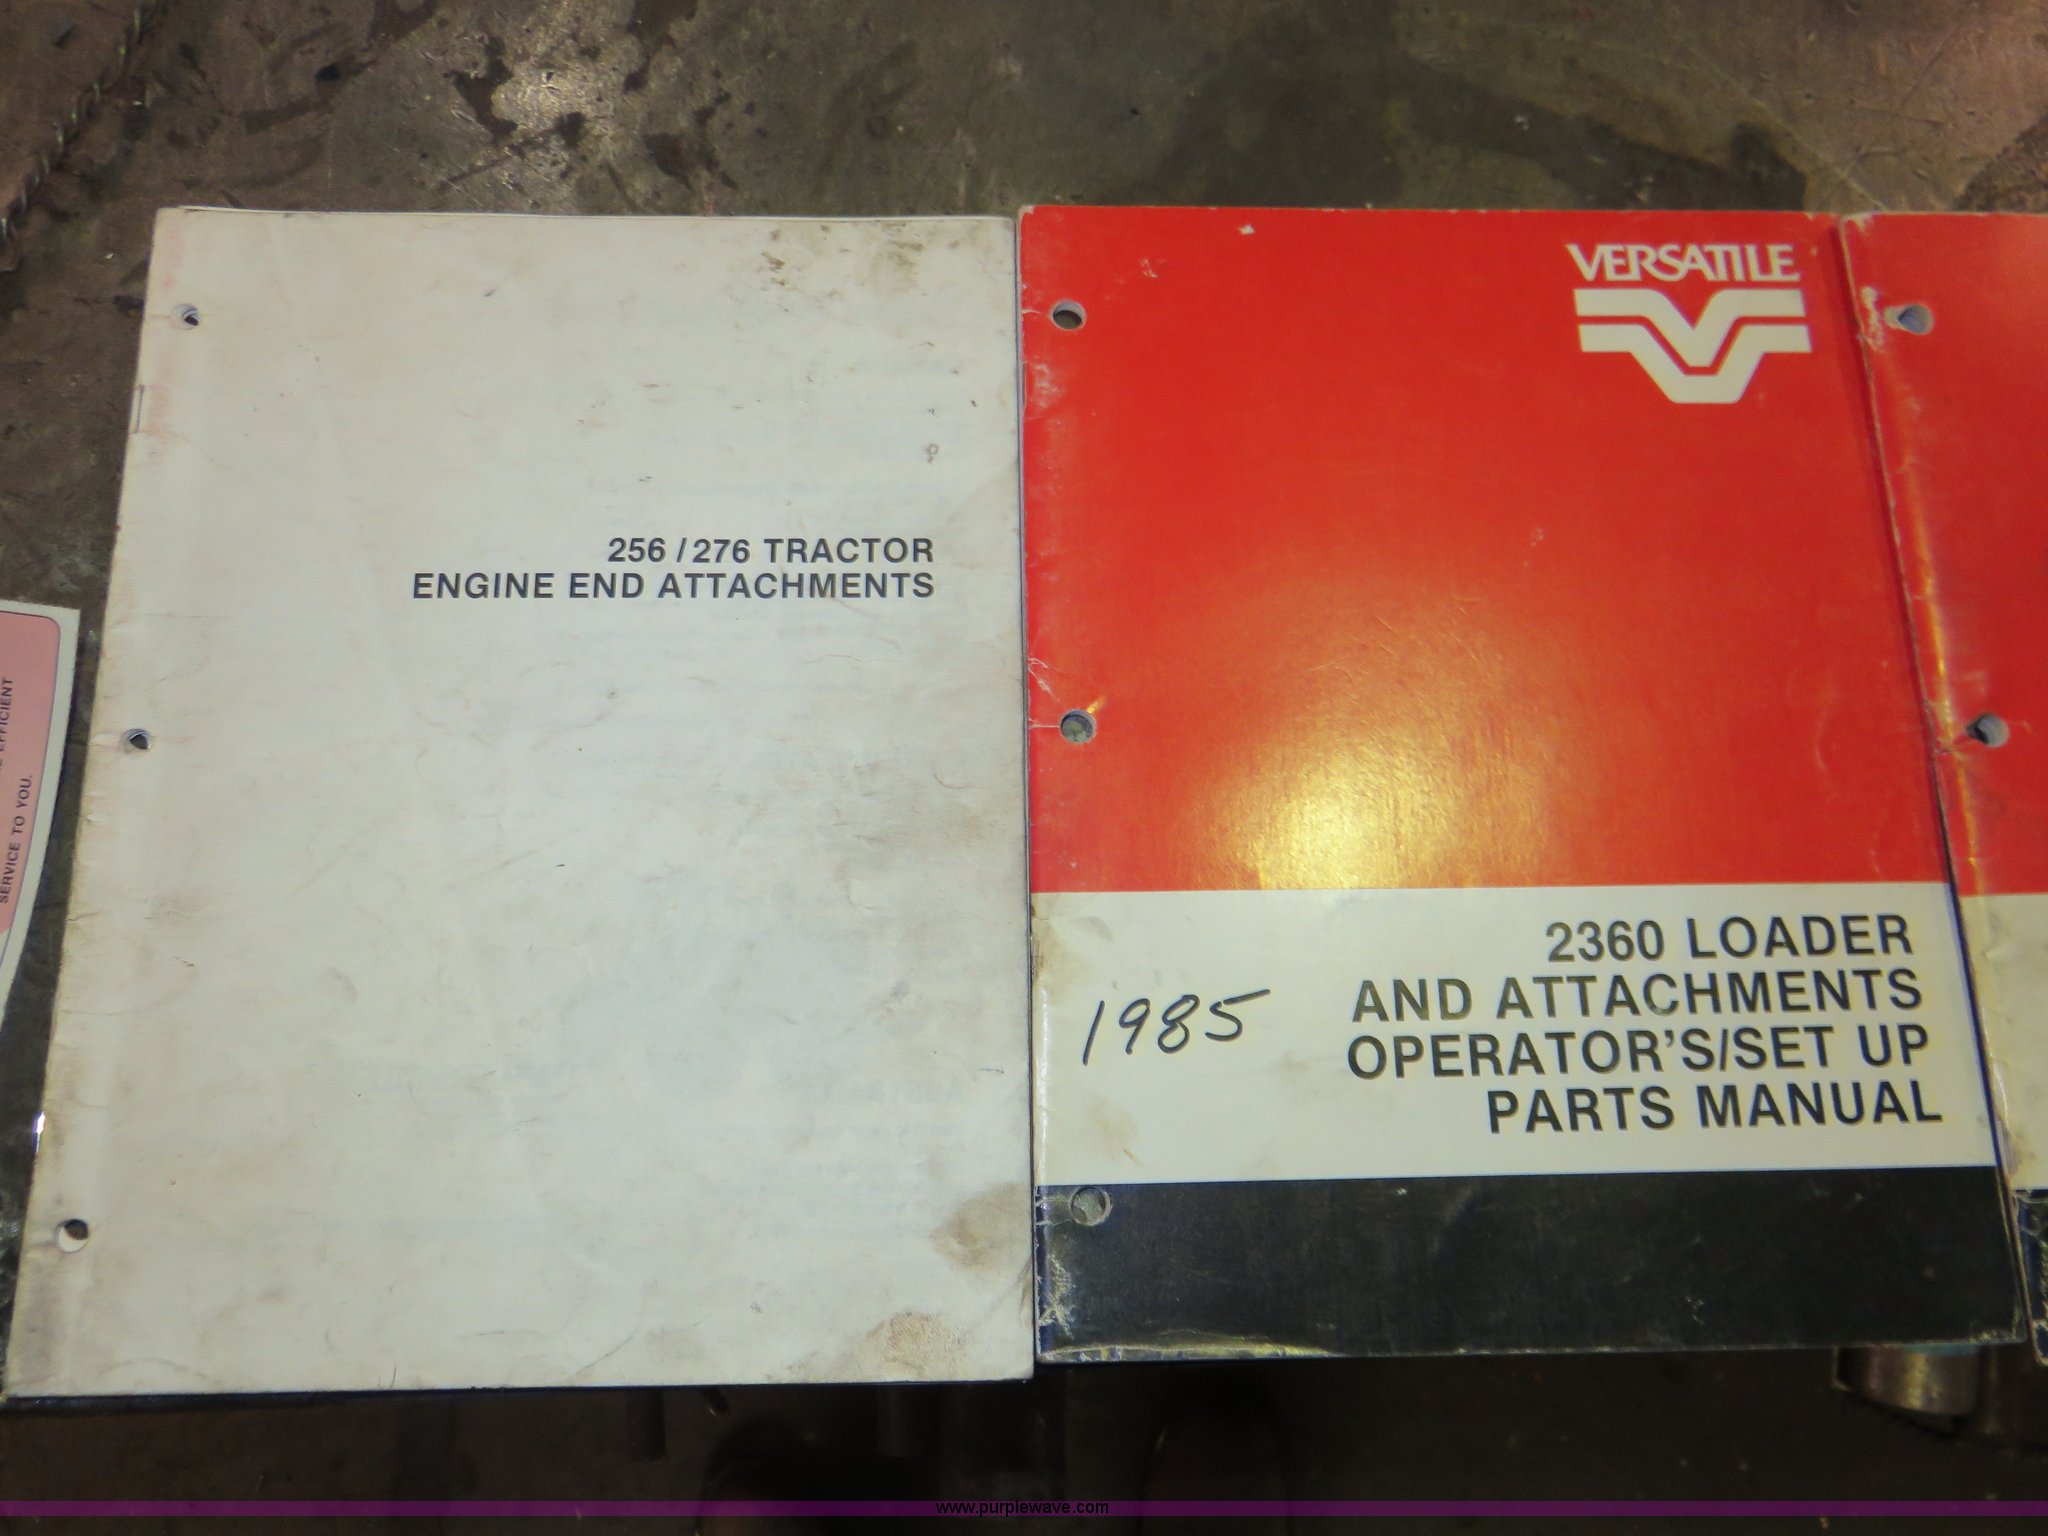 EFFICIENT
SERVICE TO YOU.
256 / 276 TRACTOR
ENGINE END ATTACHMENTS
VERSATILE
1985
2360 LOADER
AND ATTACHMENTS
OPERATOR'S/SET UP
PARTS MANUAL
www.purplewave.com